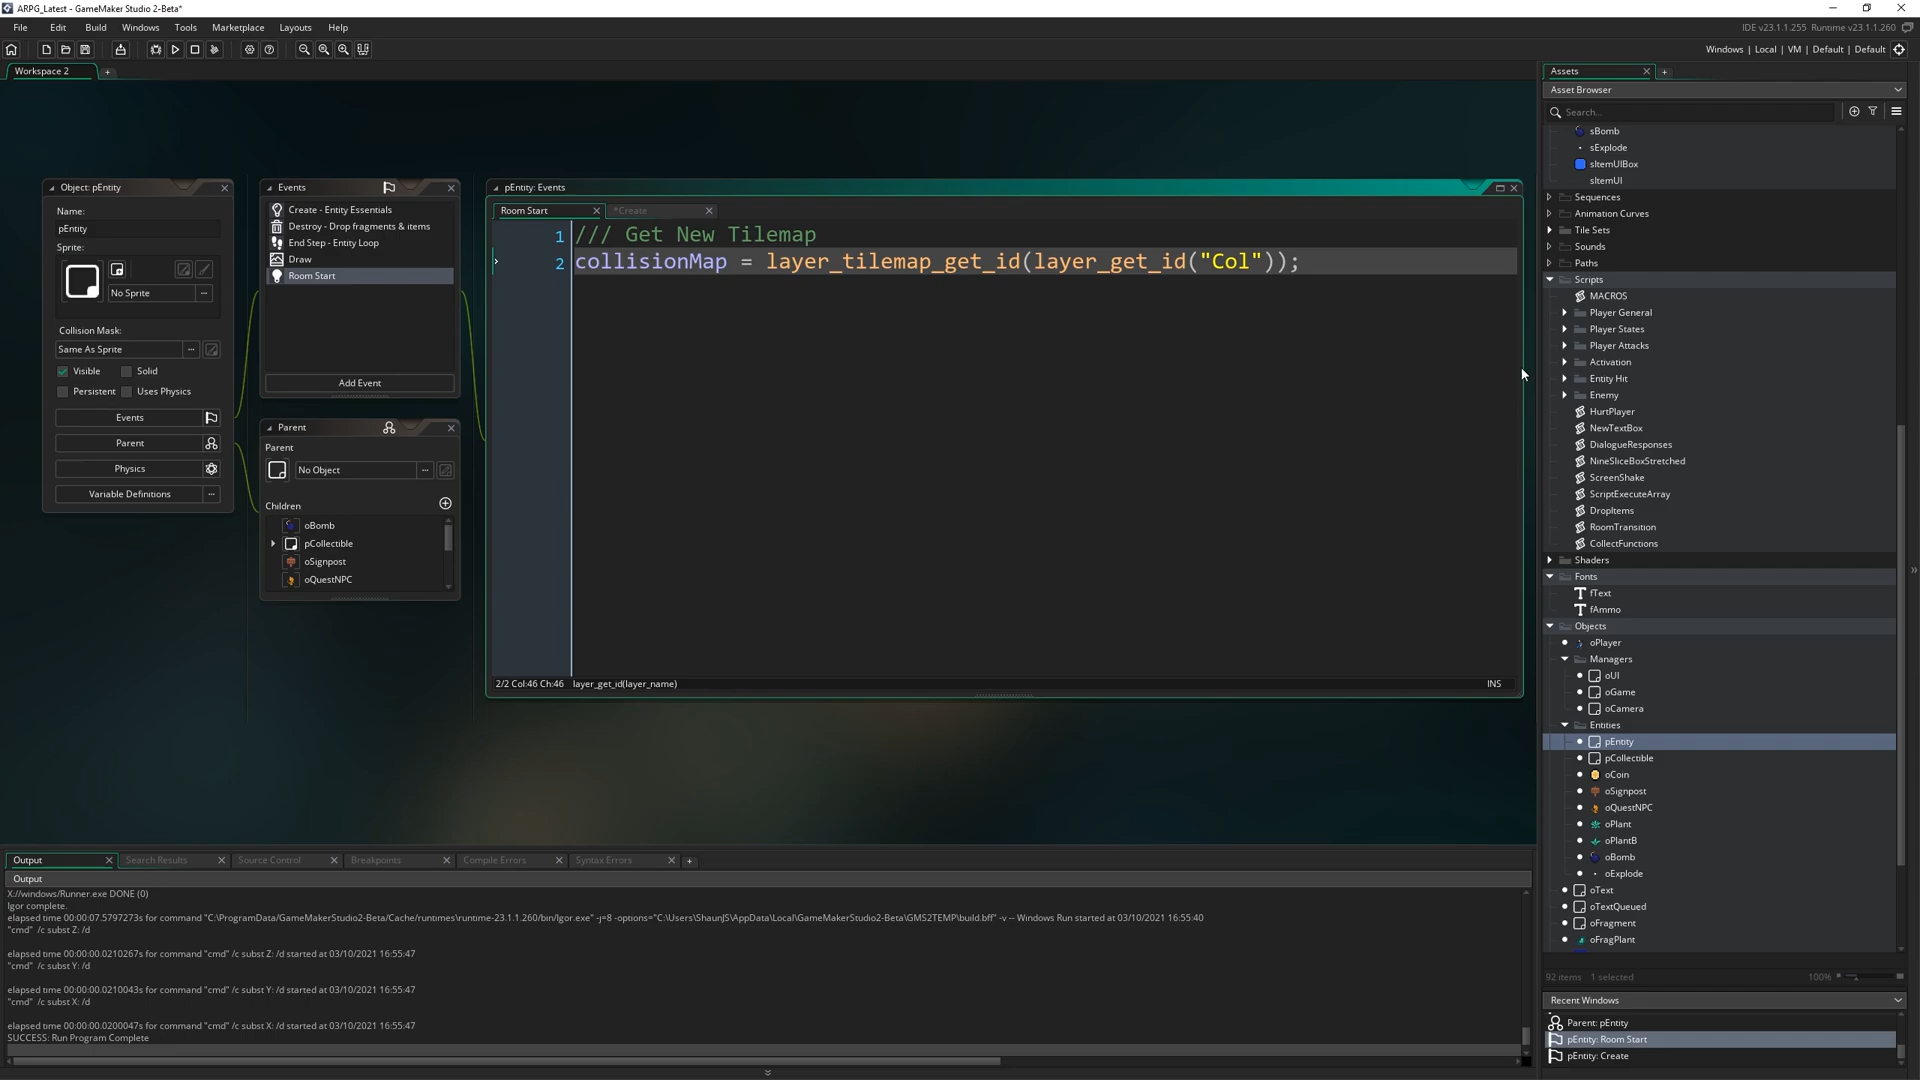 ARPG_Latest - GameMaker Studio 2-Beta*
File Edit Build Windows Tools Marketplace Layouts Help
IDE v23.1.1.255 Runtime v23.1.1.260
Windows | Local | VM | Default | Default
Workspace 2
Object: pEntity
Name:
pEntity
Sprite:
No Sprite
Collision Mask:
Same As Sprite
Visible Solid
Persistent Uses Physics
Events
Parent
Physics
Variable Definitions
Events
Create - Entity Essentials
Destroy - Drop fragments & items
End Step - Entity Loop
Draw
Room Start
Add Event
Parent
Parent
No Object
Children
oBomb
pCollectible
oSignpost
oQuestNPC
pEntity: Events
Room Start *Create
1 /// Get New Tilemap
2 collisionMap = layer_tilemap_get_id(layer_get_id("Col"));
2/2 Col:46 Ch:46 layer_get_id(layer_name) INS
Assets
Asset Browser
Search...
sBomb
sExplode
sItemUIBox
sItemUI
Sequences
Animation Curves
Tile Sets
Sounds
Paths
Scripts
MACROS
Player General
Player States
Player Attacks
Activation
Entity Hit
Enemy
HurtPlayer
NewTextBox
DialogueResponses
NineSliceBoxStretched
ScreenShake
ScriptExecuteArray
DropItems
RoomTransition
CollectFunctions
Shaders
Fonts
fText
fAmmo
Objects
oPlayer
Managers
oUI
oGame
oCamera
Entities
pEntity
pCollectible
oCoin
oSignpost
oQuestNPC
oPlant
oPlantB
oBomb
oExplode
oText
oTextQueued
oFragment
oFragPlant
92 items 1 selected 100%
Recent Windows
Parent: pEntity
pEntity: Room Start
pEntity: Create
Output Search Results Source Control Breakpoints Compile Errors Syntax Errors
Output
X://windows/Runner.exe DONE (0)
Igor complete.
elapsed time 00:00:07.5797273s for command "C:\ProgramData/GameMakerStudio2-Beta/Cache/runtimes\runtime-23.1.1.260/bin/Igor.exe" -j=8 -options="C:\Users\ShaunJS\AppData\Local\GameMakerStudio2-Beta\GMS2TEMP\build.bff" -v -- Windows Run started at 03/10/2021 16:55:40
"cmd" /c subst Z: /d
elapsed time 00:00:00.0210267s for command "cmd" /c subst Z: /d started at 03/10/2021 16:55:47
"cmd" /c subst Y: /d
elapsed time 00:00:00.0210043s for command "cmd" /c subst Y: /d started at 03/10/2021 16:55:47
"cmd" /c subst X: /d
elapsed time 00:00:00.0200047s for command "cmd" /c subst X: /d started at 03/10/2021 16:55:47
SUCCESS: Run Program Complete